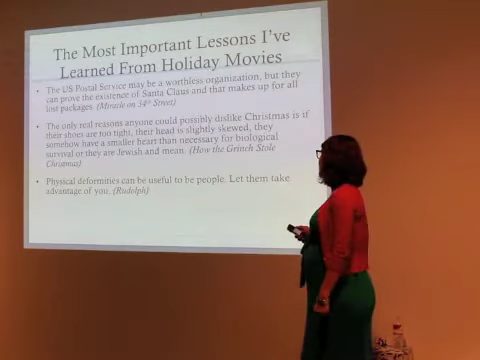 The Most Important Lessons I've
Learned From Holiday Movies
• The US Postal Service may be a worthless organization, but they
can prove the existence of Santa Claus and that makes up for all
lost packages. (Miracle on 34th Street)
• The only real reasons anyone could possibly dislike Christmas is if
their shoes are too tight, their head is slightly skewed, they
somehow have a smaller heart than necessary for biological
survival or they are Jewish and mean. (How the Grinch Stole
Christmas)
• Physical deformities can be useful to be people. Let them take
advantage of you. (Rudolph)